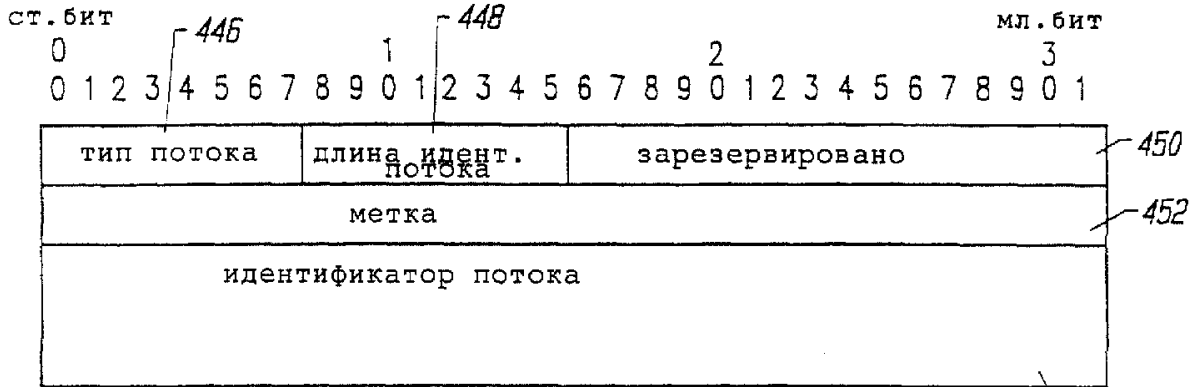 ст.бит 446 448 мл.бит
0 1 2 3
0 1 2 3 4 5 6 7 8 9 0 1 2 3 4 5 6 7 8 9 0 1 2 3 4 5 6 7 8 9 0 1
тип потока длина идент. потока зарезервировано 450
метка 452
идентификатор потока